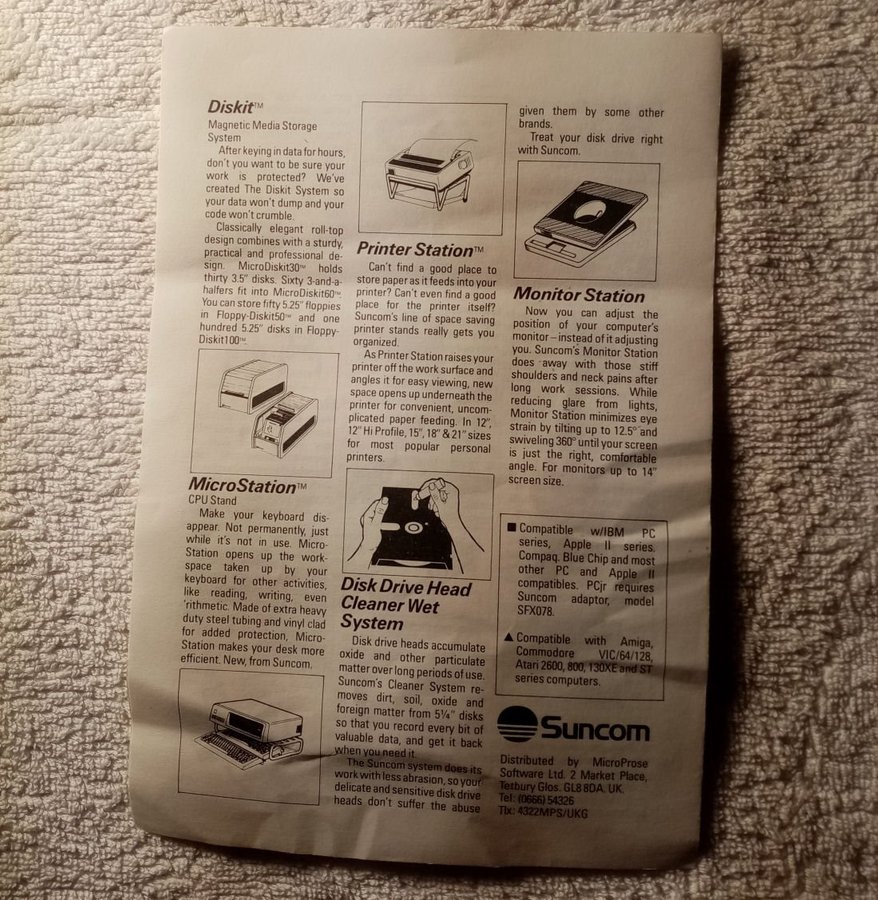 Diskit™
Magnetic Media Storage
System
After keying in data for hours,
don't you want to be sure your
work is protected? We've
created The Diskit System so
your data won't dump and your
code won't crumble.
Classically elegant roll-top
design combines with a sturdy,
practical and professional de-
sign. MicroDiskit30™ holds
thirty 3.5" disks. Sixty 3-and-a-
halfers fit into MicroDiskit60™.
You can store fifty 5.25" floppies
in Floppy-Diskit50™ and one
hundred 5.25" disks in Floppy-
Diskit100™.
MicroStation™
CPU Stand
Make your keyboard dis-
appear. Not permanently, just
while it's not in use. Micro-
Station opens up the work-
space taken up by your
keyboard for other activities,
like reading, writing, even
'rithmetic. Made of extra heavy
duty steel tubing and vinyl clad
for added protection, Micro-
Station makes your desk more
efficient. New, from Suncom.
Printer Station™
Can't find a good place to
store paper as it feeds into your
printer? Can't even find a good
place for the printer itself?
Suncom's line of space saving
printer stands really gets you
organized.
As Printer Station raises your
printer off the work surface and
angles it for easy viewing, new
space opens up underneath the
printer for convenient, uncom-
plicated paper feeding. In 12",
12" Hi Profile, 15", 18" & 21" sizes
for most popular personal
printers.
Disk Drive Head
Cleaner Wet
System
Disk drive heads accumulate
oxide and other particulate
matter over long periods of use.
Suncom's Cleaner System re-
moves dirt, soil, oxide and
foreign matter from 5¼" disks
so that you record every bit of
valuable data, and get it back
when you need it.
The Suncom system does its
work with less abrasion, so your
delicate and sensitive disk drive
heads don't suffer the abuse
given them by some other
brands.
Treat your disk drive right
with Suncom.
Monitor Station
Now you can adjust the
position of your computer's
monitor – instead of it adjusting
you. Suncom's Monitor Station
does away with those stiff
shoulders and neck pains after
long work sessions. While
reducing glare from lights,
Monitor Station minimizes eye
strain by tilting up to 12.5° and
swiveling 360° until your screen
is just the right, comfortable
angle. For monitors up to 14"
screen size.
■ Compatible w/IBM PC
series, Apple II series.
Compaq. Blue Chip and most
other PC and Apple II
compatibles. PCjr requires
Suncom adaptor, model
SFX078.
▲ Compatible with Amiga,
Commodore VIC/64/128,
Atari 2600, 800, 130XE and ST
series computers.
Suncom
Distributed by MicroProse
Software Ltd. 2 Market Place,
Tetbury Glos. GL8 8DA. UK.
Tel: (0666) 54326
Tlx: 4322MPS/UKG